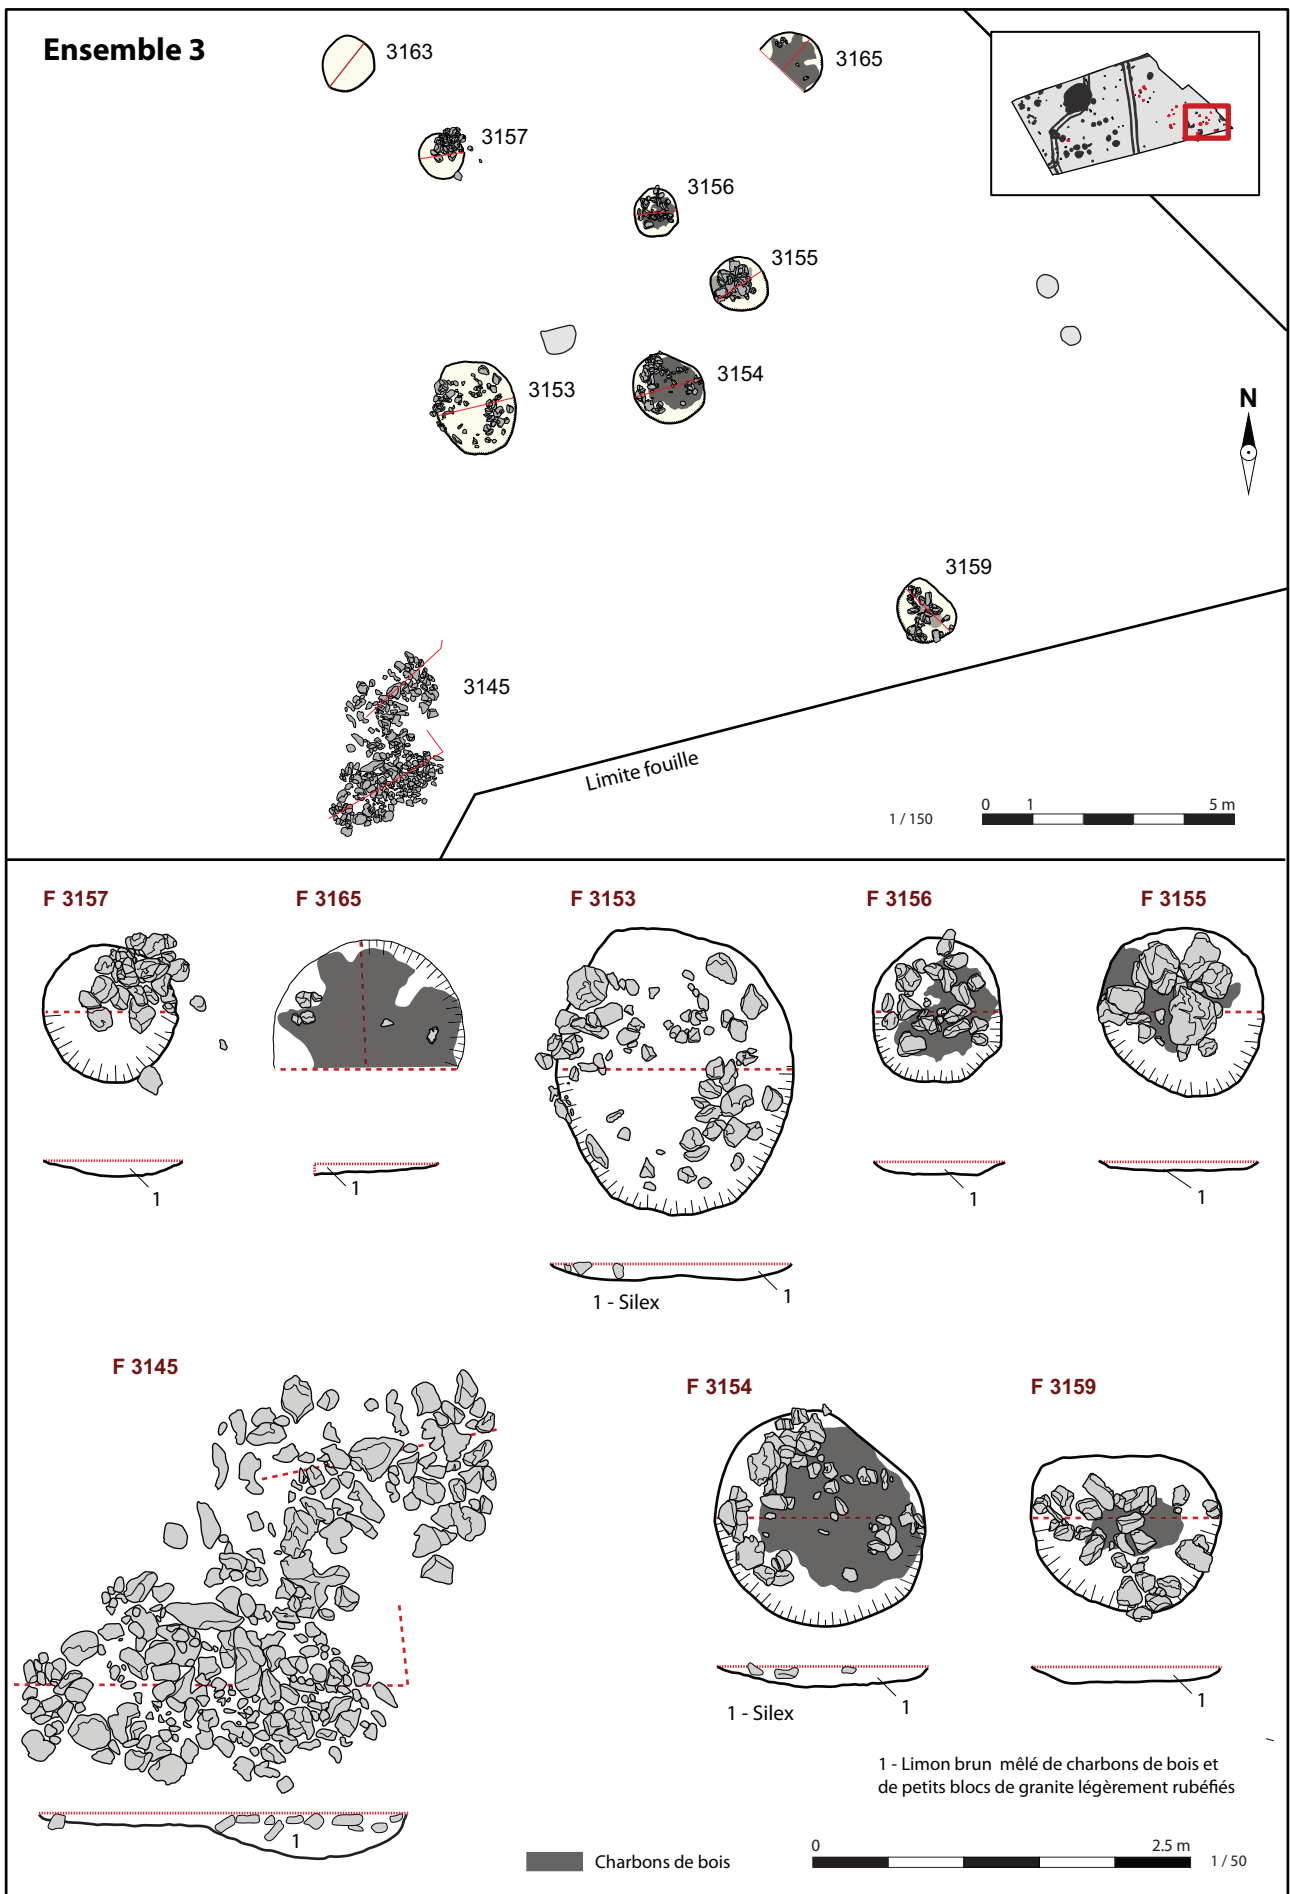 Ensemble 3
3163
3165
3157
3156
3155
3154
3153
N
3159
3145
Limite fouille
1 / 150
0 1 5 m
F 3157
F 3165
F 3153
F 3156
F 3155
1
1
1
1
1
1 - Silex
F 3145
F 3154
F 3159
1
1
1 - Silex
1 - Limon brun mêlé de charbons de bois et
de petits blocs de granite légèrement rubéfiés
1
Charbons de bois
0 2.5 m
1 / 50